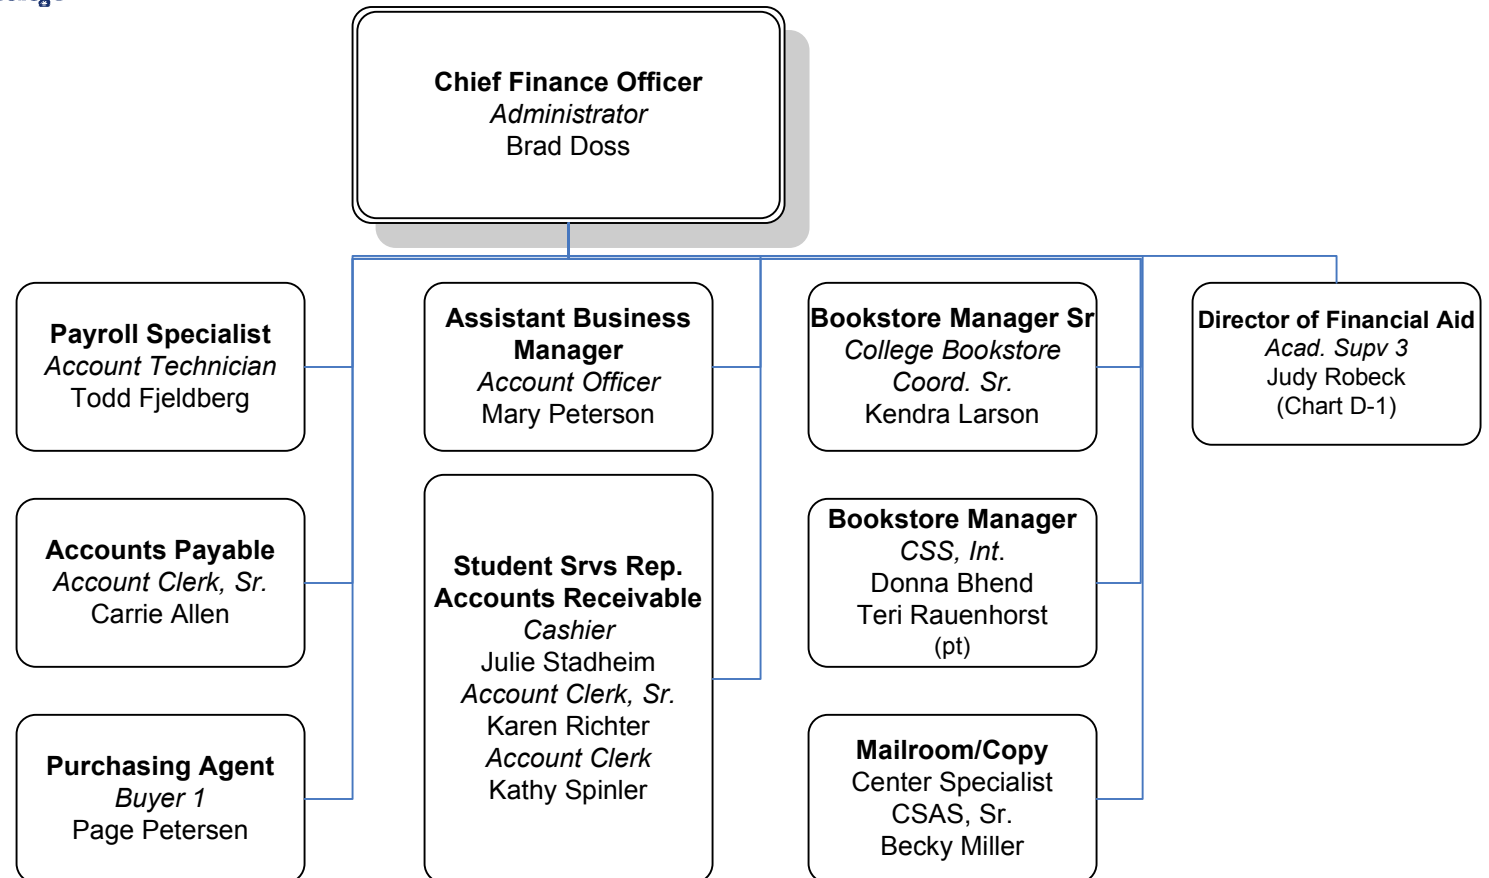 Chief Finance Officer
Administrator
Brad Doss
Payroll Specialist
Account Technician
Todd Fjeldberg
Assistant Business
Manager
Account Officer
Mary Peterson
Bookstore Manager Sr
College Bookstore
Coord. Sr.
Kendra Larson
Director of Financial Aid
Acad. Supv 3
Judy Robeck
(Chart D-1)
Accounts Payable
Account Clerk, Sr.
Carrie Allen
Student Srvs Rep.
Accounts Receivable
Cashier
Julie Stadheim
Account Clerk, Sr.
Karen Richter
Account Clerk
Kathy Spinler
Bookstore Manager
CSS, Int.
Donna Bhend
Teri Rauenhorst
(pt)
Purchasing Agent
Buyer 1
Page Petersen
Mailroom/Copy
Center Specialist
CSAS, Sr.
Becky Miller